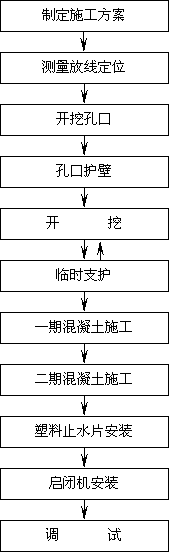 制定施工方案
测量放线定位
开挖孔口
孔口护壁
开 挖
临时支护
一期混凝土施工
二期混凝土施工
塑料止水片安装
启闭机安装
调 试